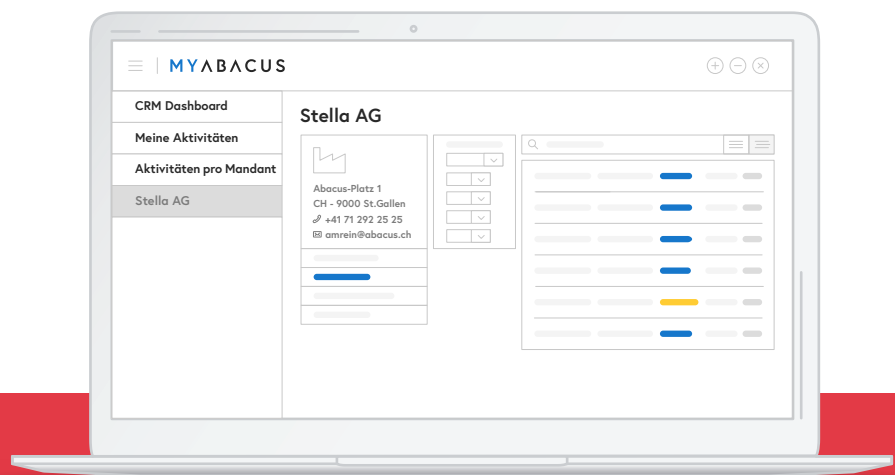 MYABACUS
CRM Dashboard
Meine Aktivitäten
Aktivitäten pro Mandant
Stella AG
Stella AG
Abacus-Platz 1
CH - 9000 St.Gallen
+41 71 292 25 25
amrein@abacus.ch